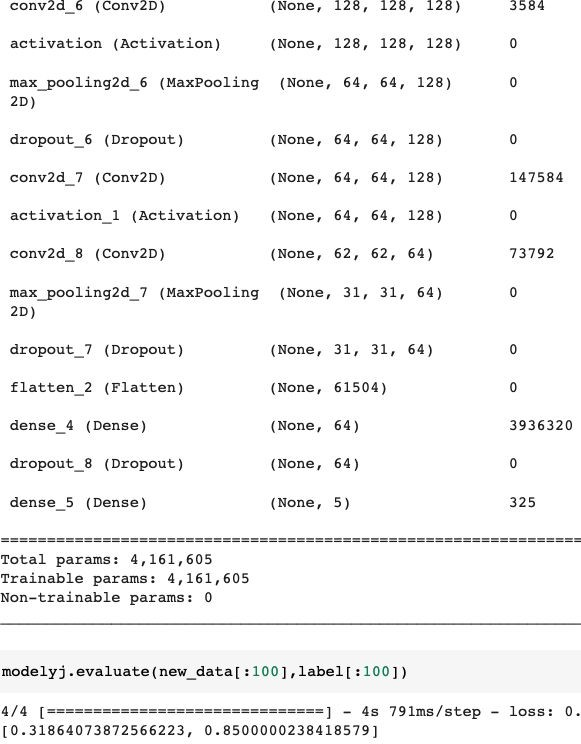 conv2d_6 (Conv2D) (None, 128, 128, 128) 3584
activation (Activation) (None, 128, 128, 128) 0
max_pooling2d_6 (MaxPooling (None, 64, 64, 128) 0
2D)
dropout_6 (Dropout) (None, 64, 64, 128) 0
conv2d_7 (Conv2D) (None, 64, 64, 128) 147584
activation_1 (Activation) (None, 64, 64, 128) 0
conv2d_8 (Conv2D) (None, 62, 62, 64) 73792
max_pooling2d_7 (MaxPooling (None, 31, 31, 64) 0
2D)
dropout_7 (Dropout) (None, 31, 31, 64) 0
flatten_2 (Flatten) (None, 61504) 0
dense_4 (Dense) (None, 64) 3936320
dropout_8 (Dropout) (None, 64) 0
dense_5 (Dense) (None, 5) 325
=================================================================
Total params: 4,161,605
Trainable params: 4,161,605
Non-trainable params: 0
_________________________________________________________________
modelyj.evaluate(new_data[:100],label[:100])
4/4 [==============================] - 4s 791ms/step - loss: 0.
[0.31864073872566223, 0.8500000238418579]